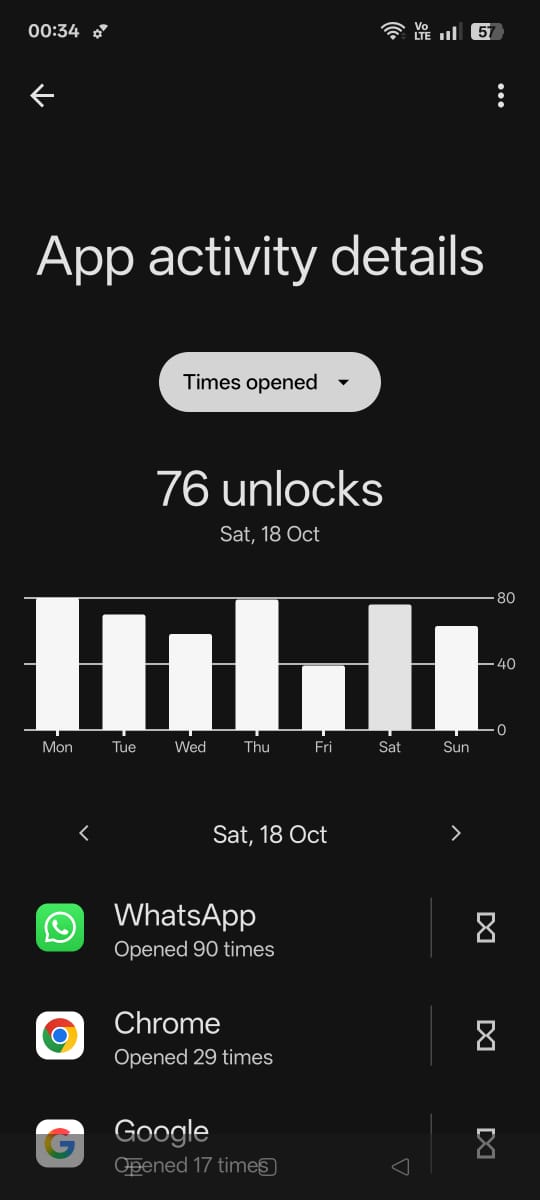 00:34 Vo LTE 57
App activity details
Times opened
76 unlocks
Sat, 18 Oct
80
40
0
Mon Tue Wed Thu Fri Sat Sun
Sat, 18 Oct
WhatsApp
Opened 90 times
Chrome
Opened 29 times
Google
Opened 17 times